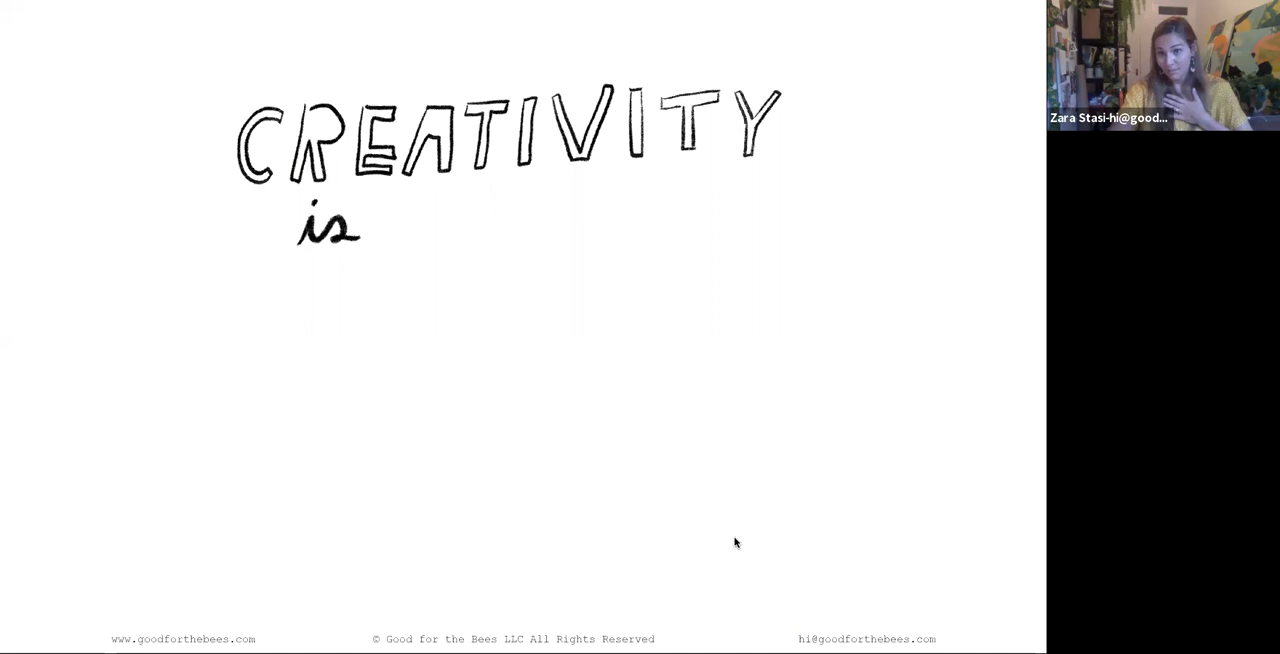 CREATIVITY
is
Zara Stasi-hi@good...
www.goodforthebees.com © Good for the Bees LLC All Rights Reserved hi@goodforthebees.com